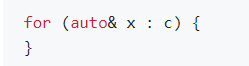 for (auto& x : c) {
}